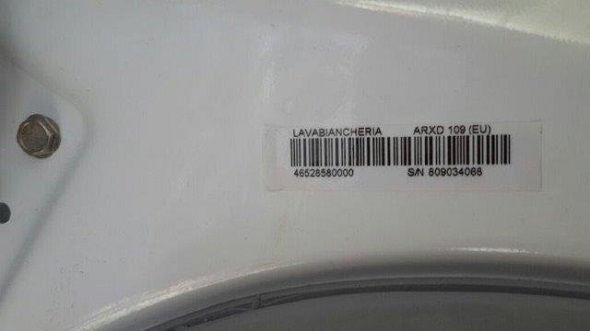 LAVABIANCHERIA ARXD 109 (EU)
46528580000 S/N 809034068